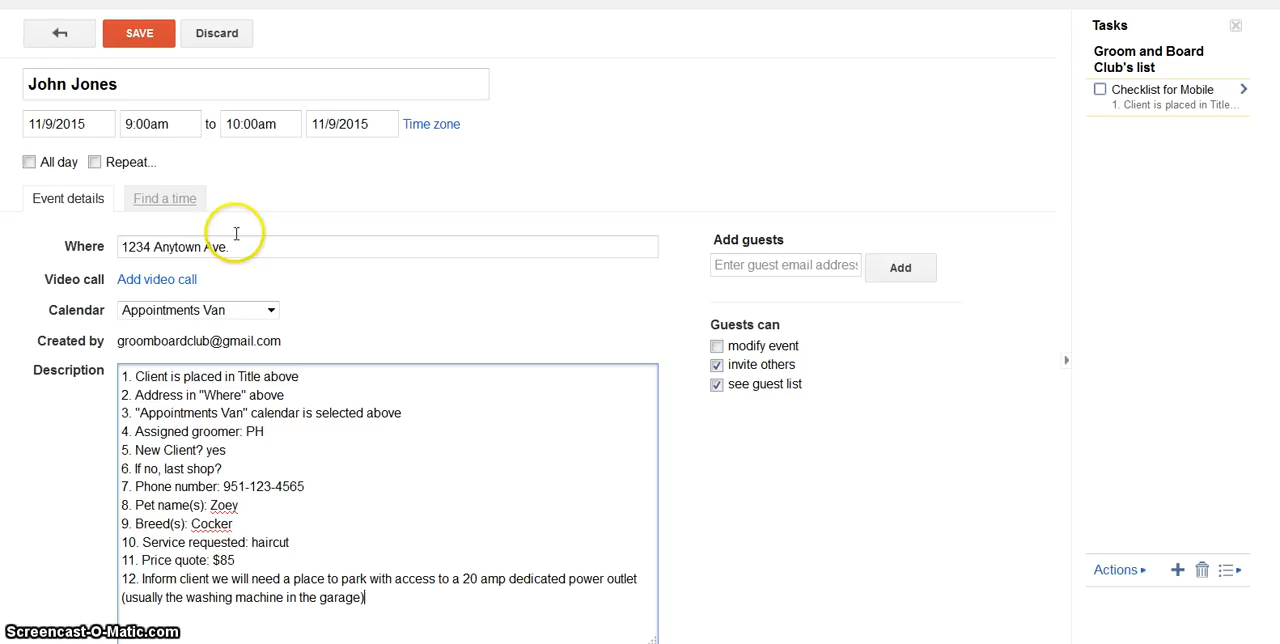 SAVE
Discard
John Jones
11/9/2015 9:00am to 10:00am 11/9/2015 Time zone
All day Repeat...
Event details Find a time
Where 1234 Anytown Ave.
Video call Add video call
Calendar Appointments Van
Created by groomboardclub@gmail.com
Description
1. Client is placed in Title above
2. Address in "Where" above
3. "Appointments Van" calendar is selected above
4. Assigned groomer: PH
5. New Client? yes
6. If no, last shop?
7. Phone number: 951-123-4565
8. Pet name(s): Zoey
9. Breed(s): Cocker
10. Service requested: haircut
11. Price quote: $85
12. Inform client we will need a place to park with access to a 20 amp dedicated power outlet
(usually the washing machine in the garage)
Add guests
Enter guest email address Add
Guests can
modify event
invite others
see guest list
Tasks
Groom and Board
Club's list
Checklist for Mobile
1. Client is placed in Title...
Actions
Screencast-O-Matic.com